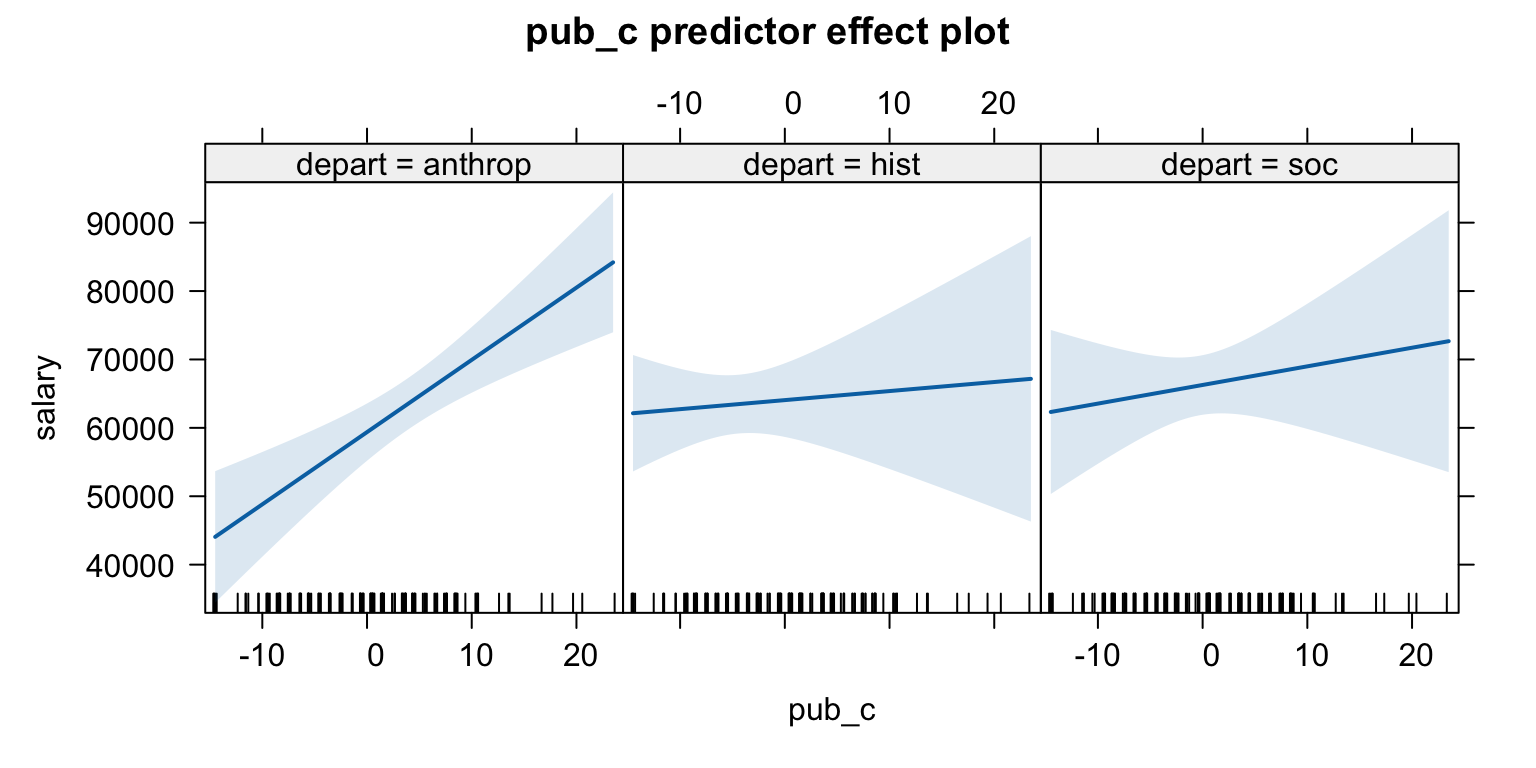 pub_c predictor effect plot
-10 0 10 20
depart = anthrop depart = hist depart = soc
90000
80000
70000
60000
50000
40000
salary
-10 0 10 20 -10 0 10 20
pub_c